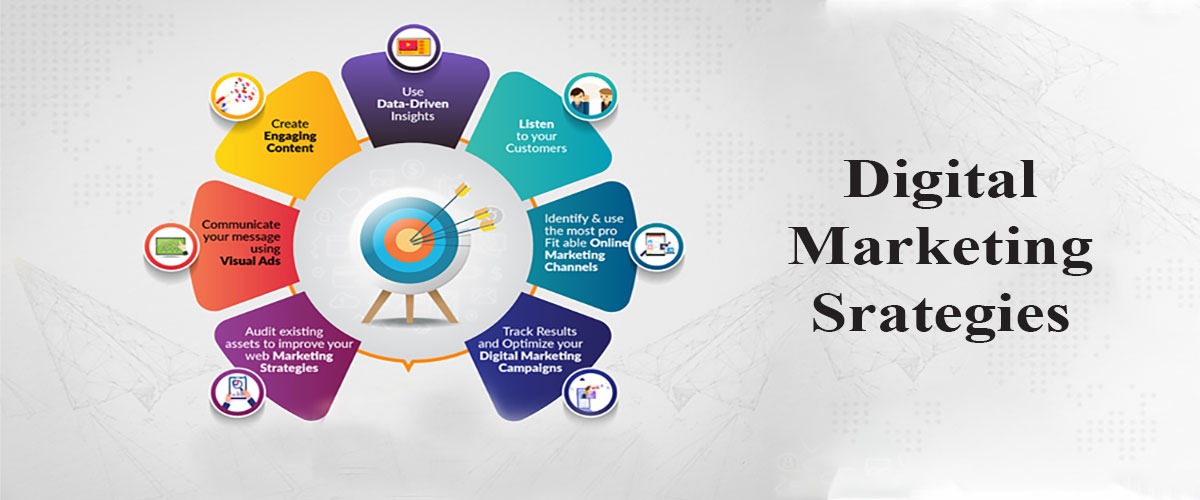 Use
Data-Driven
Insights
Listen
to your
Customers
Identify & use
the most pro
Fit able Online
Marketing
Channels
Track Results
and Optimize your
Digital Marketing
Campaigns
Audit existing
assets to improve your
web Marketing
Strategies
Communicate
your message
using
Visual Ads
Create
Engaging
Content
Digital
Marketing
Srategies